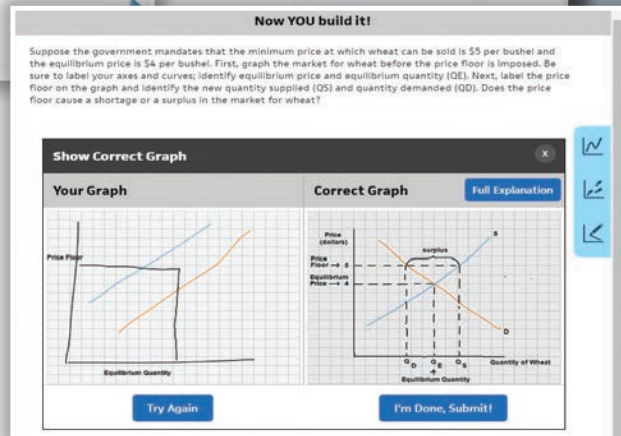 Now YOU build it!
Suppose the government mandates that the minimum price at which wheat can be sold is $5 per bushel and
the equilibrium price is $4 per bushel. First, graph the market for wheat before the price floor is imposed. Be
sure to label your axes and curves; identify equilibrium price and equilibrium quantity (QE). Next, label the price
floor on the graph and identify the new quantity supplied (QS) and quantity demanded (QD). Does the price
floor cause a shortage or a surplus in the market for wheat?
Show Correct Graph
X
Your Graph
Correct Graph
Full Explanation
Price Floor
Equilibrium Quantity
Price
(dollars)
surplus
S
Price
Floor → 5
Equilibrium
Price → 4
D
Q D Q E Q S
Quantity of Wheat
Equilibrium Quantity
Try Again
I'm Done, Submit!